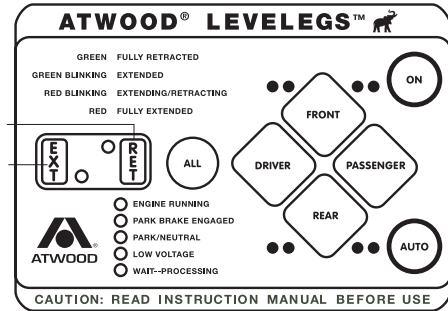 ATWOOD® LEVELEGS™
GREEN FULLY RETRACTED
GREEN BLINKING EXTENDED
RED BLINKING EXTENDING/RETRACTING
RED FULLY EXTENDED
ON
FRONT
EXT
RET
ALL
DRIVER
PASSENGER
REAR
ENGINE RUNNING
PARK BRAKE ENGAGED
PARK/NEUTRAL
LOW VOLTAGE
WAIT--PROCESSING
ATWOOD®
AUTO
CAUTION: READ INSTRUCTION MANUAL BEFORE USE